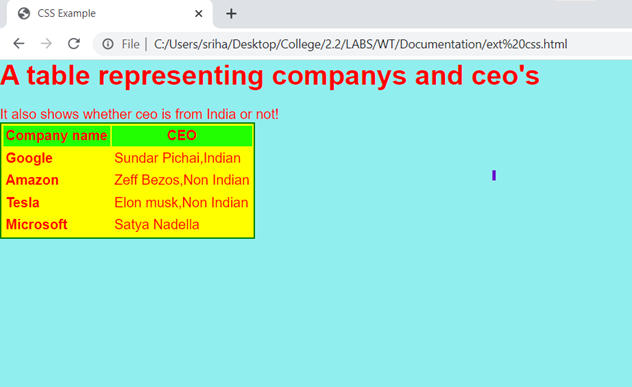 CSS Example
File C:/Users/sriha/Desktop/College/2.2/LABS/WT/Documentation/ext%20css.html
A table representing companys and ceo's
It also shows whether ceo is from India or not!
Company name CEO
Google Sundar Pichai,Indian
Amazon Zeff Bezos,Non Indian
Tesla Elon musk,Non Indian
Microsoft Satya Nadella